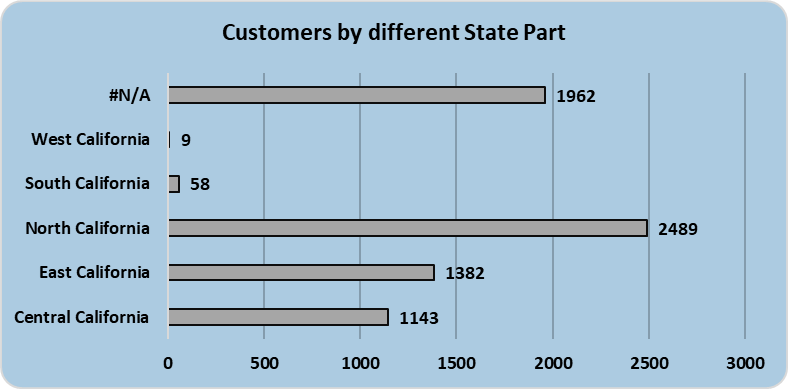 Customers by different State Part
#N/A 1962
West California 9
South California 58
North California 2489
East California 1382
Central California 1143
0 500 1000 1500 2000 2500 3000